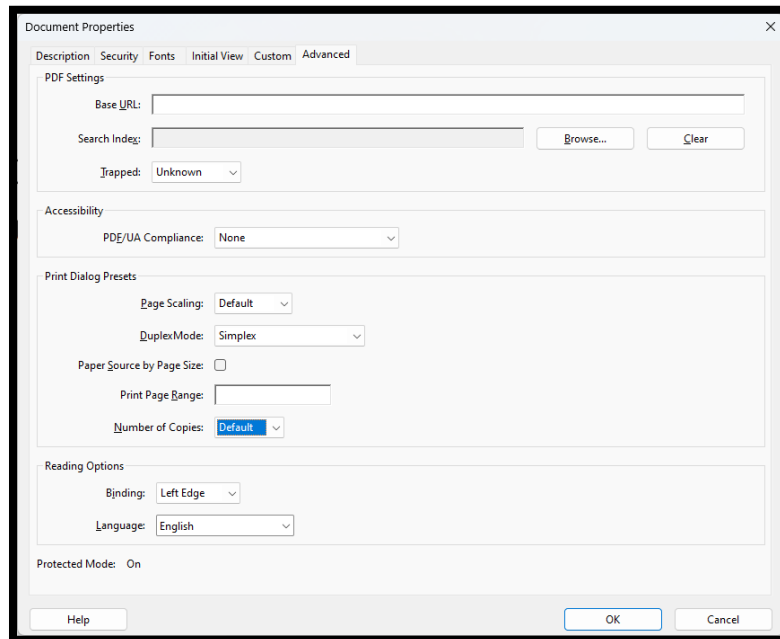 Document Properties
Description Security Fonts Initial View Custom Advanced
PDF Settings
Base URL:
Search Index: Browse... Clear
Trapped: Unknown
Accessibility
PDF/UA Compliance: None
Print Dialog Presets
Page Scaling: Default
DuplexMode: Simplex
Paper Source by Page Size:
Print Page Range:
Number of Copies: Default
Reading Options
Binding: Left Edge
Language: English
Protected Mode: On
Help OK Cancel